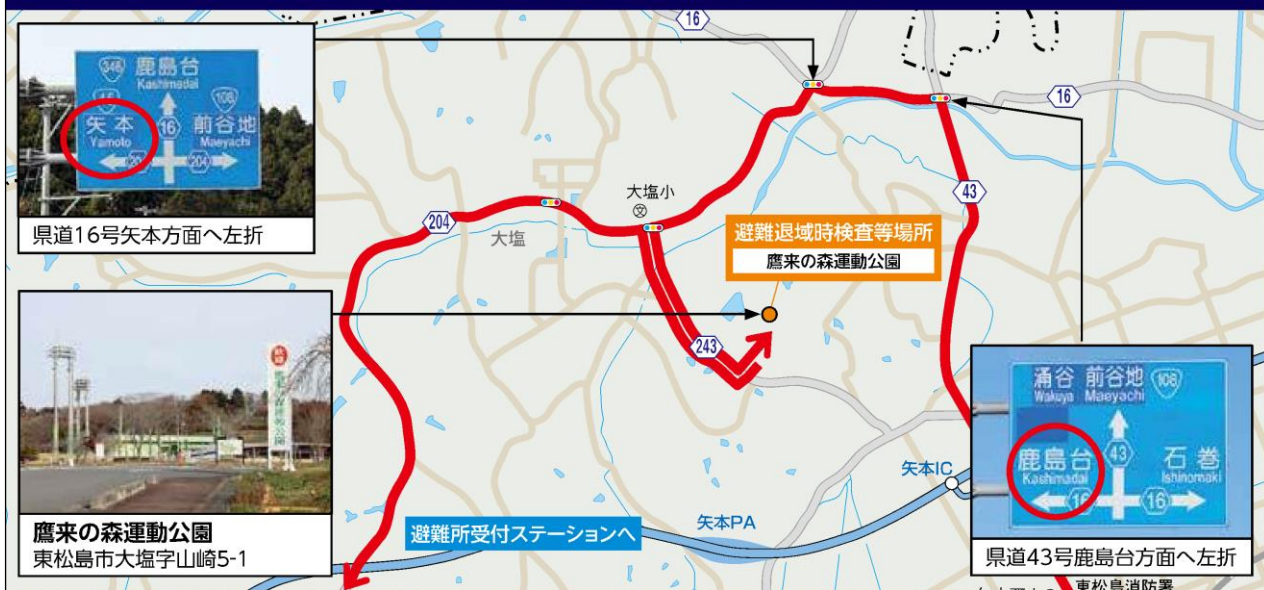 346
鹿島台
Kashimadai
108
矢本
Yamoto
16
前谷地
Maeyachi
204
県道16号矢本方面へ左折
16
16
43
204
大塩
大塩小
文
避難退域時検査等場所
鷹来の森運動公園
243
鷹来の森運動公園
東松島市大塩字山崎5-1
避難所受付ステーションへ
矢本PA
矢本IC
涌谷
Wakuya
前谷地
Maeyachi
108
鹿島台
Kashimadai
43
石巻
Ishinomaki
16
16
県道43号鹿島台方面へ左折
東松島消防署